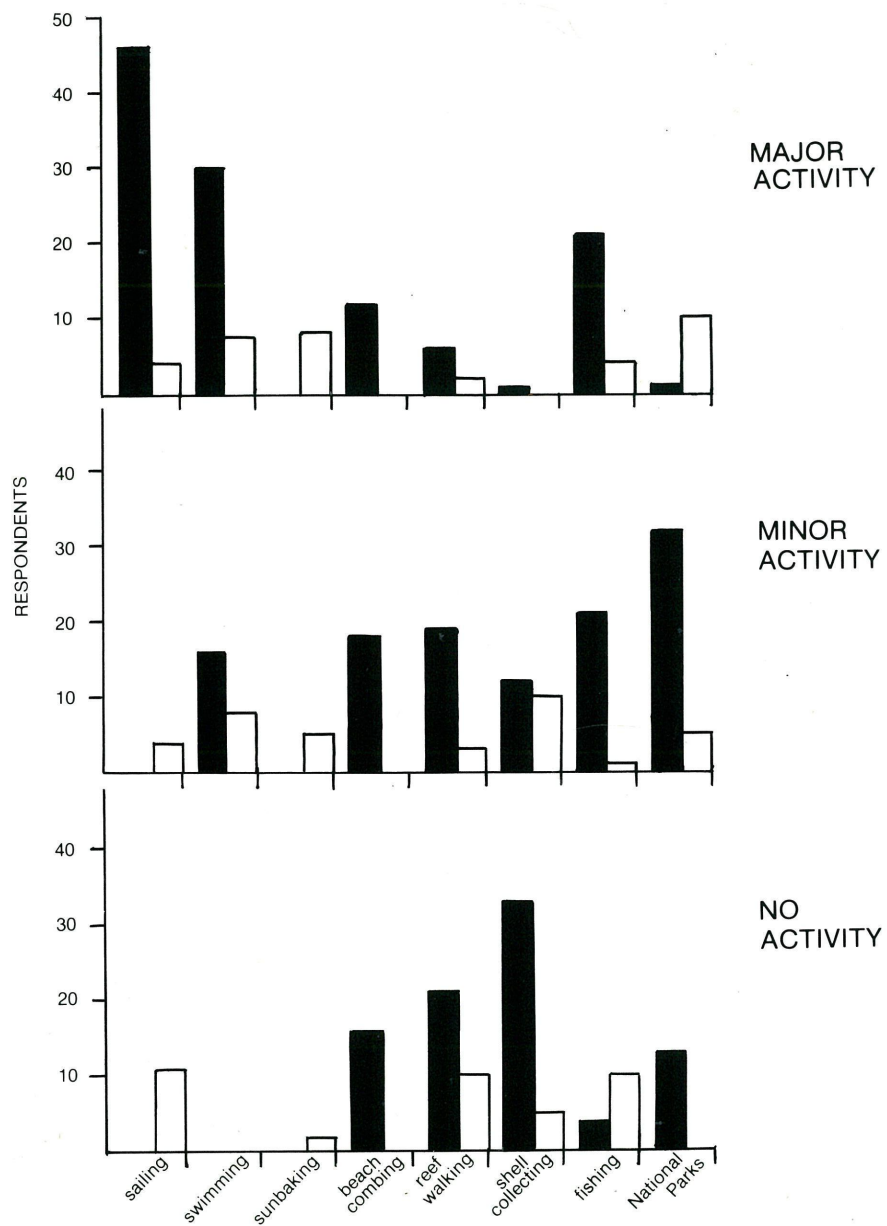 50
40
30
20
10
MAJOR
ACTIVITY
RESPONDENTS
40
30
20
10
MINOR
ACTIVITY
40
30
20
10
NO
ACTIVITY
sailing
swimming
sunbaking
beach
combing
reef
walking
shell
collecting
fishing
National
Parks